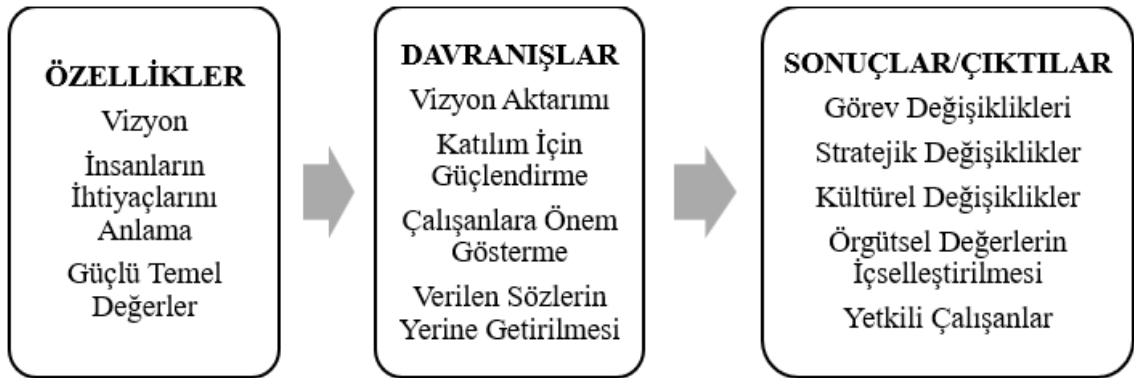 ÖZELLİKLER
Vizyon
İnsanların
İhtiyaçlarını
Anlama
Güçlü Temel
Değerler
DAVRANIŞLAR
Vizyon Aktarımı
Katılım İçin
Güçlendirme
Çalışanlara Önem
Gösterme
Verilen Sözlerin
Yerine Getirilmesi
SONUÇLAR/ÇIKTILAR
Görev Değişiklikleri
Stratejik Değişiklikler
Kültürel Değişiklikler
Örgütsel Değerlerin
İçselleştirilmesi
Yetkili Çalışanlar